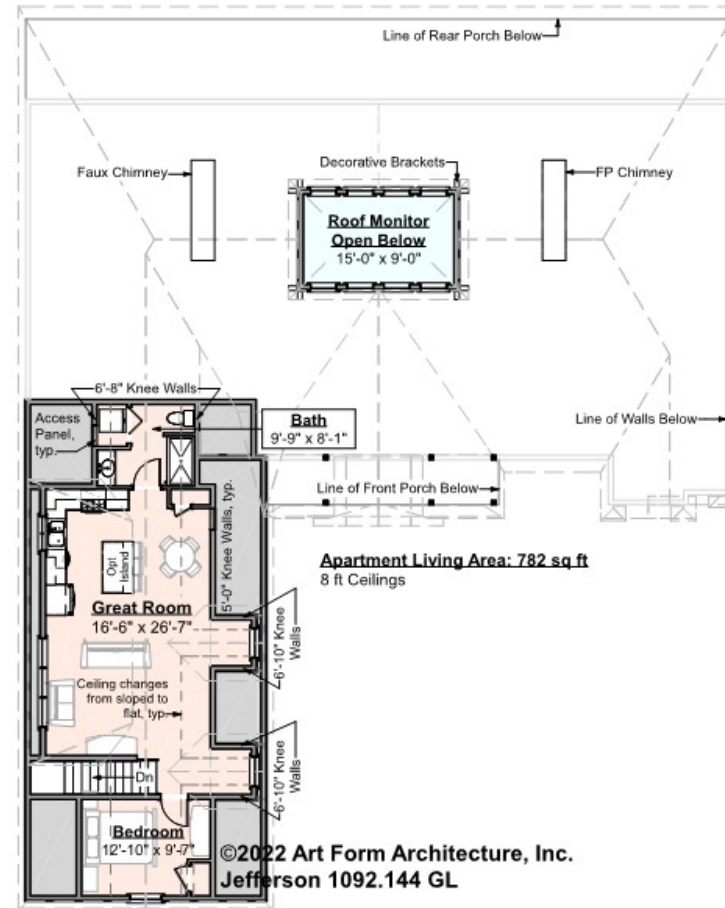 Line of Rear Porch Below
Faux Chimney
Decorative Brackets
FP Chimney
Roof Monitor
Open Below
15'-0" x 9'-0"
6'-8" Knee Walls
Access
Panel,
typ.
Bath
9'-9" x 8'-1"
Line of Walls Below
Line of Front Porch Below
5'-0" Knee Walls, typ.
Opt
Island
Apartment Living Area: 782 sq ft
8 ft Ceilings
Great Room
16'-6" x 26'-7"
6'-10" Knee
Walls
Ceiling changes
from sloped to
flat, typ.
6'-10" Knee
Walls
Dn
Bedroom
12'-10" x 9'-7"
©2022 Art Form Architecture, Inc.
Jefferson 1092.144 GL